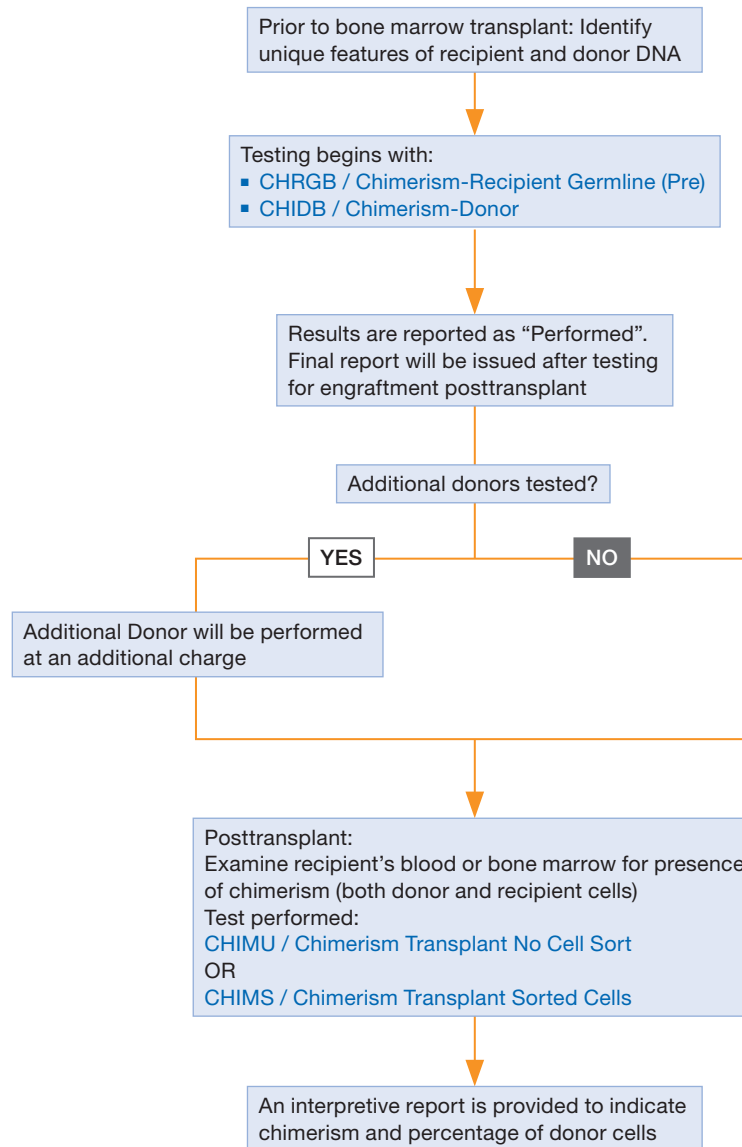 Prior to bone marrow transplant: Identify
unique features of recipient and donor DNA
Testing begins with:
▪ CHRGB / Chimerism-Recipient Germline (Pre)
▪ CHIDB / Chimerism-Donor
Results are reported as “Performed”.
Final report will be issued after testing
for engraftment posttransplant
Additional donors tested?
YES
NO
Additional Donor will be performed
at an additional charge
Posttransplant:
Examine recipient’s blood or bone marrow for presence
of chimerism (both donor and recipient cells)
Test performed:
CHIMU / Chimerism Transplant No Cell Sort
OR
CHIMS / Chimerism Transplant Sorted Cells
An interpretive report is provided to indicate
chimerism and percentage of donor cells